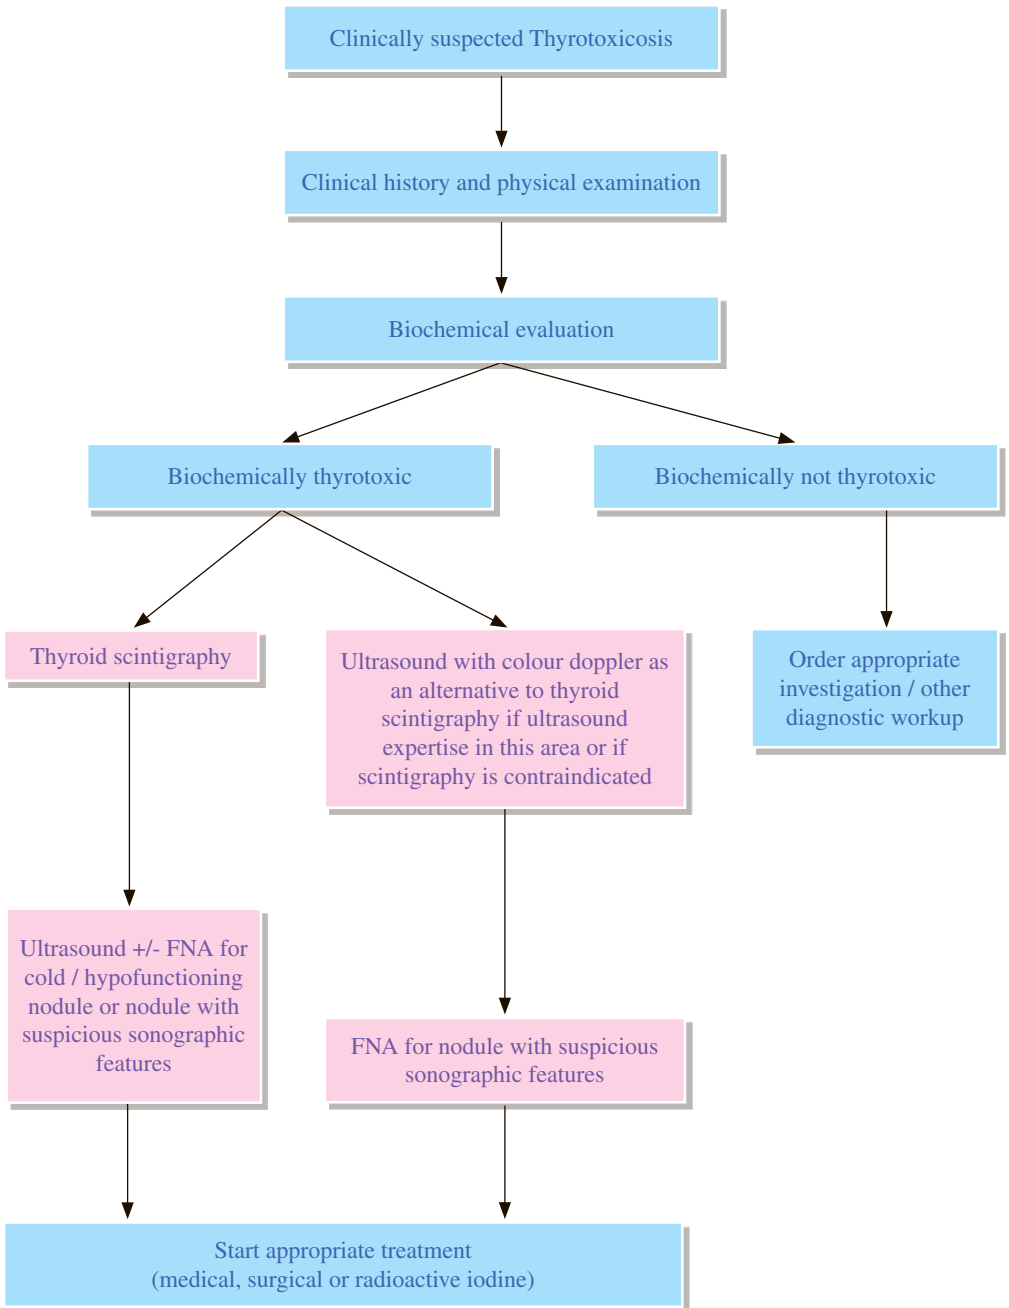 Clinically suspected Thyrotoxicosis
Clinical history and physical examination
Biochemical evaluation
Biochemically thyrotoxic
Biochemically not thyrotoxic
Thyroid scintigraphy
Ultrasound with colour doppler as
an alternative to thyroid
scintigraphy if ultrasound
expertise in this area or if
scintigraphy is contraindicated
Order appropriate
investigation / other
diagnostic workup
Ultrasound +/- FNA for
cold / hypofunctioning
nodule or nodule with
suspicious sonographic
features
FNA for nodule with suspicious
sonographic features
Start appropriate treatment
(medical, surgical or radioactive iodine)